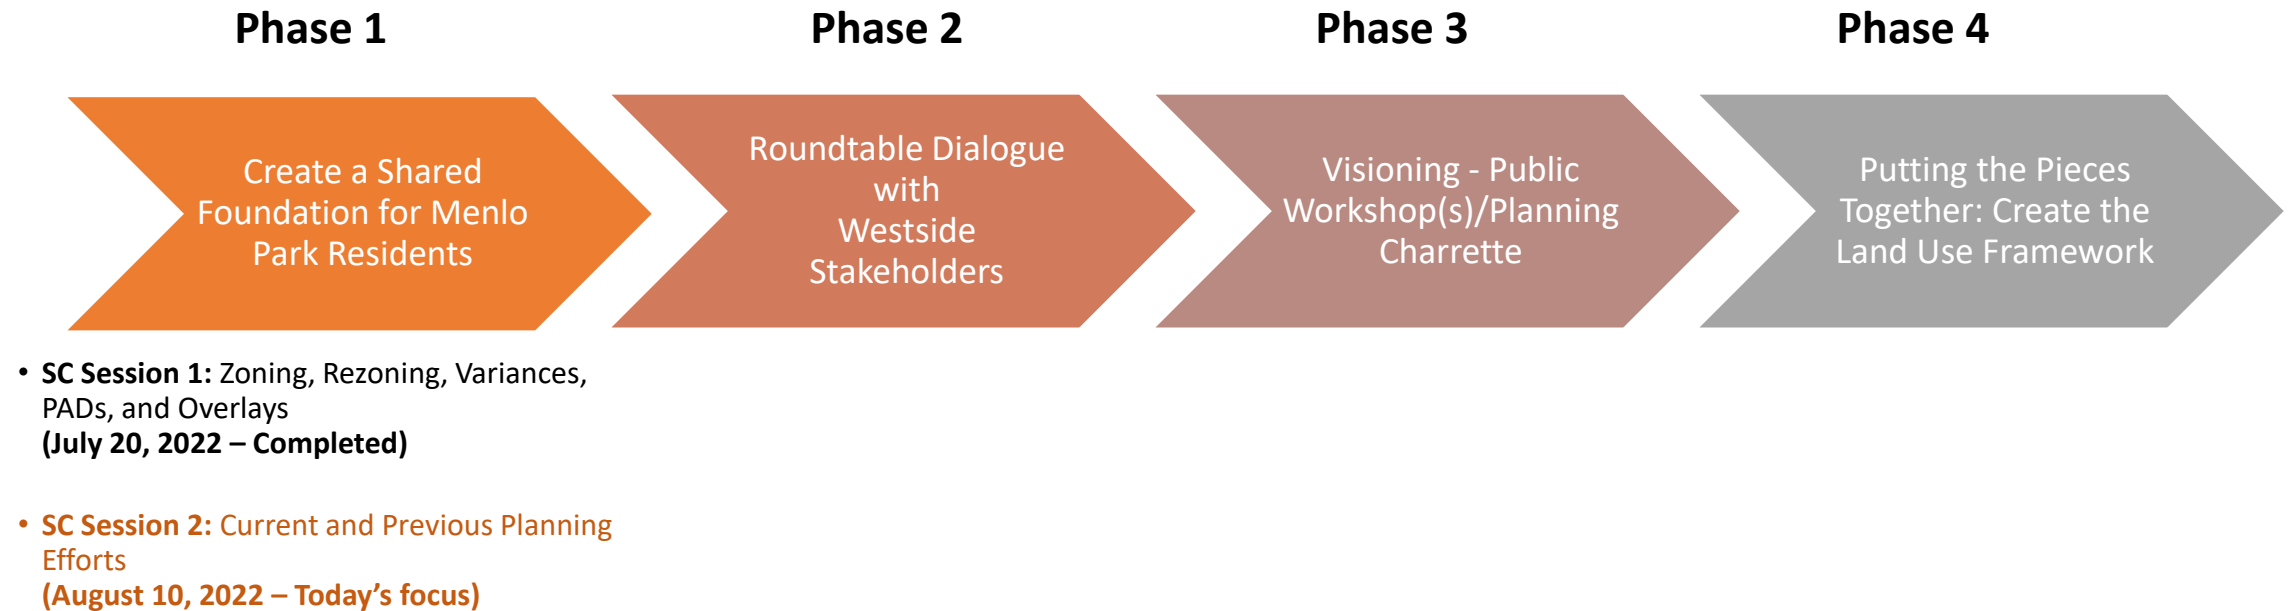 Phase 1
Phase 2
Phase 3
Phase 4
Create a Shared
Foundation for Menlo
Park Residents
Roundtable Dialogue
with
Westside
Stakeholders
Visioning - Public
Workshop(s)/Planning
Charrette
Putting the Pieces
Together: Create the
Land Use Framework
• SC Session 1: Zoning, Rezoning, Variances,
PADs, and Overlays
(July 20, 2022 – Completed)
• SC Session 2: Current and Previous Planning
Efforts
(August 10, 2022 – Today’s focus)